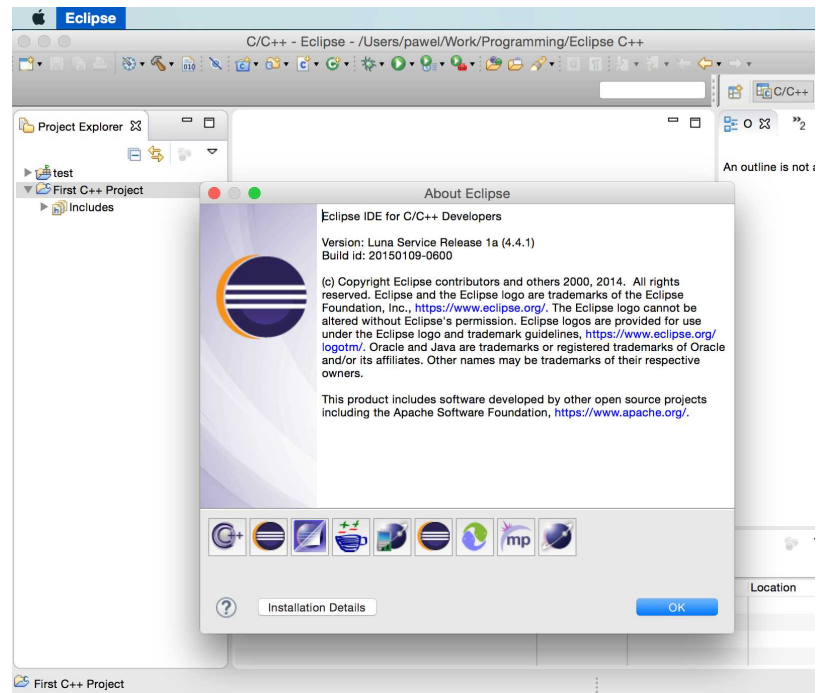 Eclipse
C/C++ - Eclipse - /Users/pawel/Work/Programming/Eclipse C++
010
C/C++
Project Explorer
O
»2
test
First C++ Project
Includes
An outline is not a
About Eclipse
Eclipse IDE for C/C++ Developers
Version: Luna Service Release 1a (4.4.1)
Build id: 20150109-0600
(c) Copyright Eclipse contributors and others 2000, 2014.  All rights
reserved. Eclipse and the Eclipse logo are trademarks of the Eclipse
Foundation, Inc., https://www.eclipse.org/. The Eclipse logo cannot be
altered without Eclipse's permission. Eclipse logos are provided for use
under the Eclipse logo and trademark guidelines, https://www.eclipse.org/
logotm/. Oracle and Java are trademarks or registered trademarks of Oracle
and/or its affiliates. Other names may be trademarks of their respective
owners.
This product includes software developed by other open source projects
including the Apache Software Foundation, https://www.apache.org/.
C++
mp
Location
? Installation Details
OK
First C++ Project